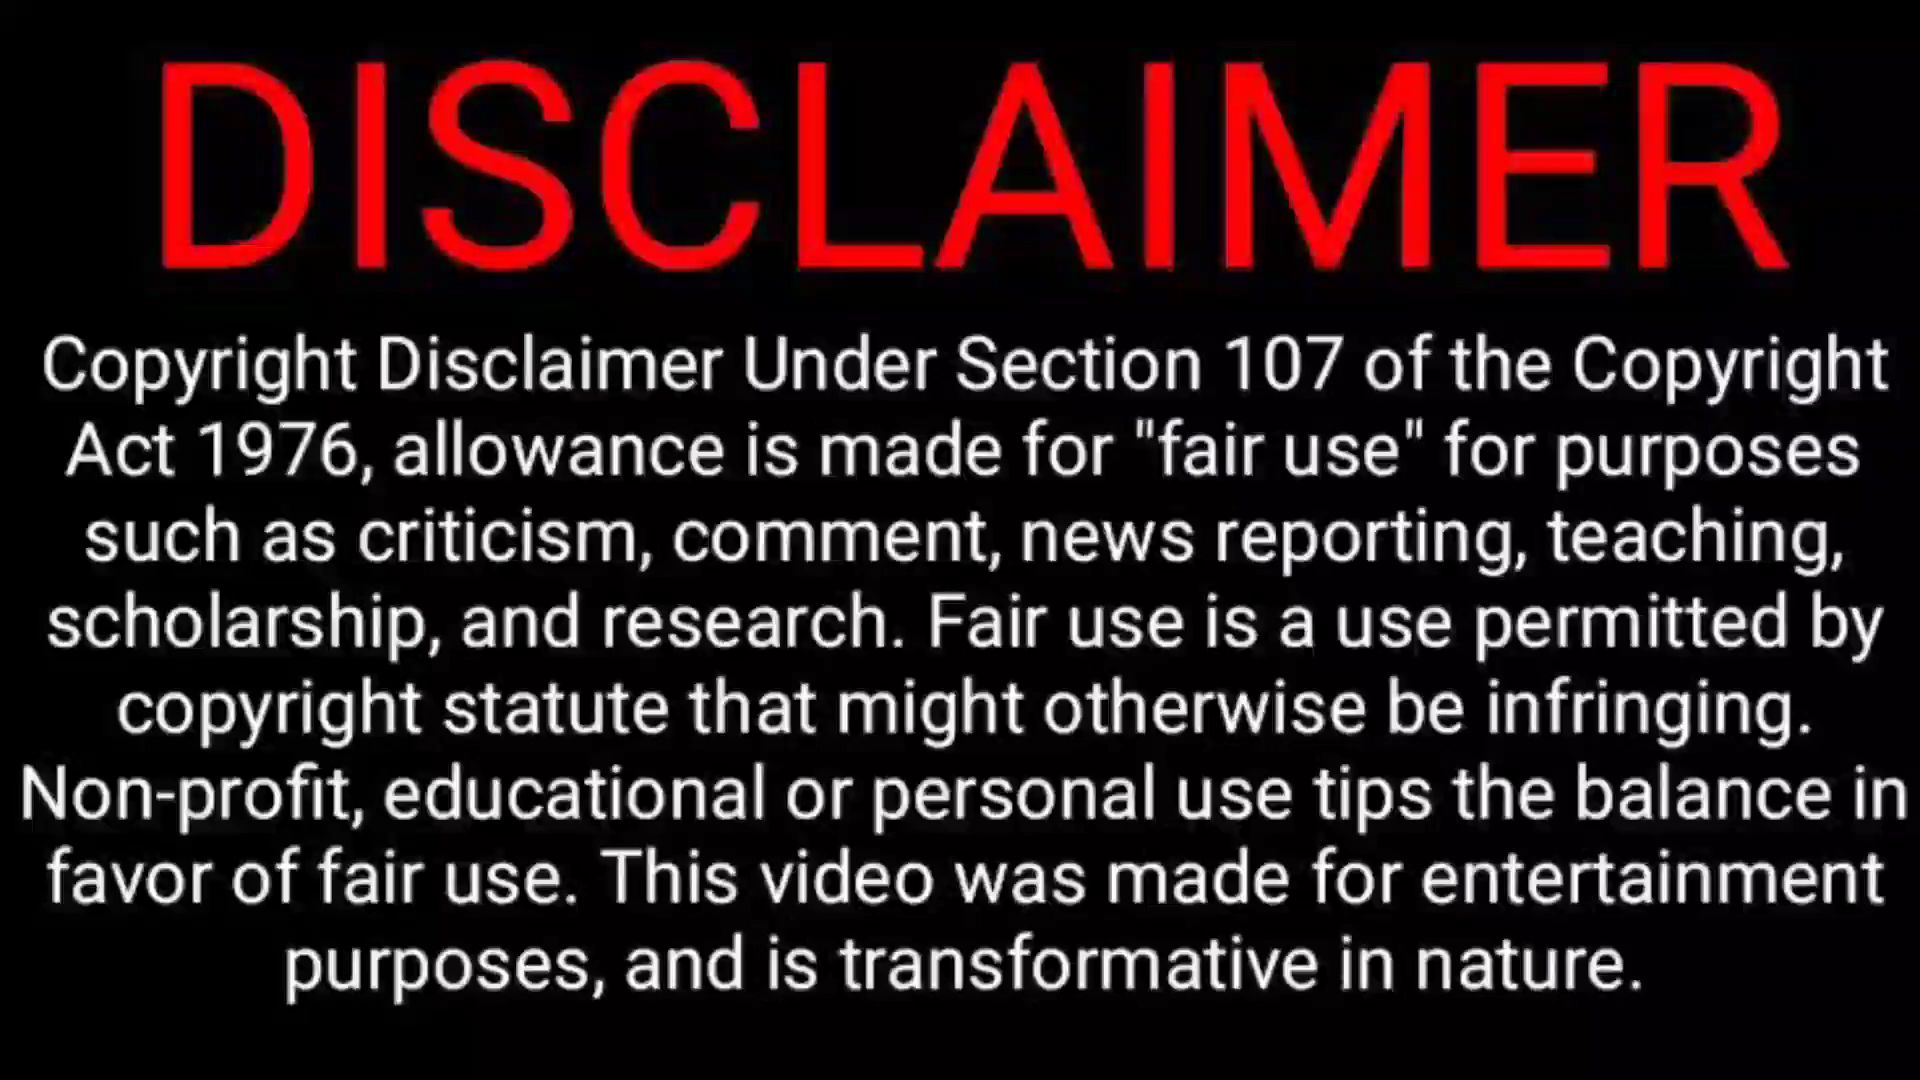 DISCLAIMER
Copyright Disclaimer Under Section 107 of the Copyright
Act 1976, allowance is made for "fair use" for purposes
such as criticism, comment, news reporting, teaching,
scholarship, and research. Fair use is a use permitted by
copyright statute that might otherwise be infringing.
Non-profit, educational or personal use tips the balance in
favor of fair use. This video was made for entertainment
purposes, and is transformative in nature.